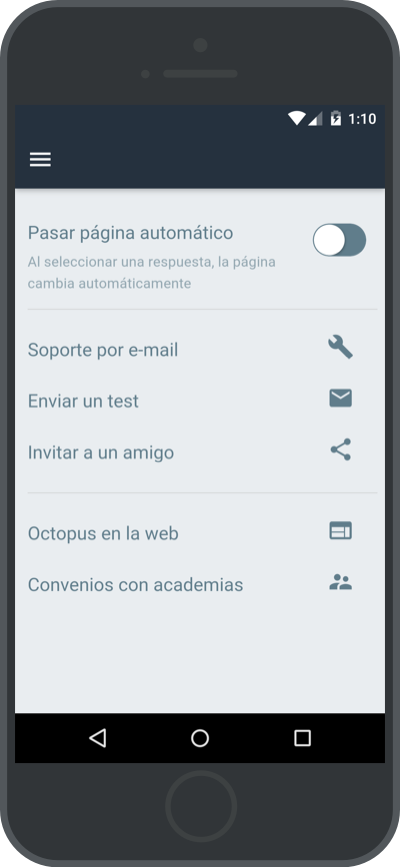 1:10
Pasar página automático
Al seleccionar una respuesta, la página
cambia automáticamente
Soporte por e-mail
Enviar un test
Invitar a un amigo
Octopus en la web
Convenios con academias